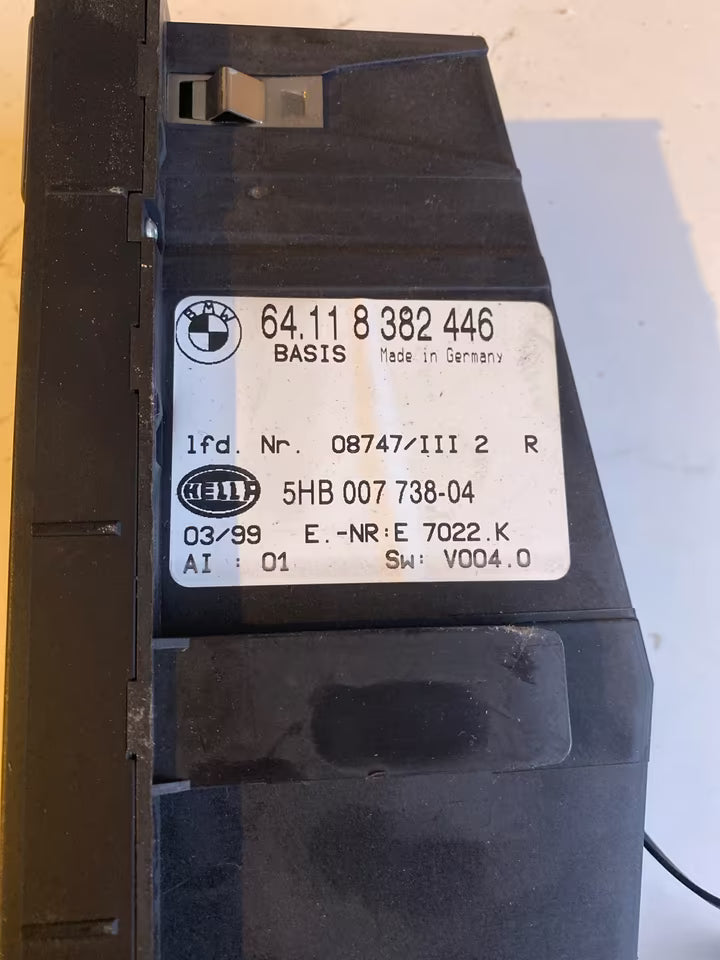 BMW
64.11 8 382 446
BASIS Made in Germany
lfd. Nr. 08747/III 2 R
HELLA 5HB 007 738-04
03/99 E.-NR:E 7022.K
AI : 01 Sw: V004.0